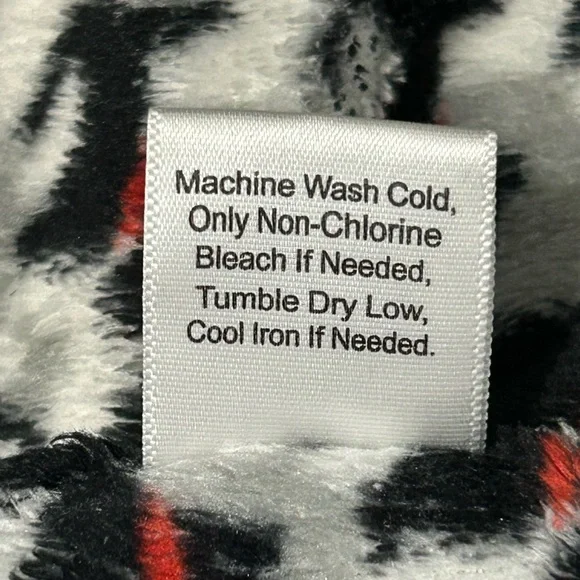 Machine Wash Cold,
Only Non-Chlorine
Bleach If Needed,
Tumble Dry Low,
Cool Iron If Needed.